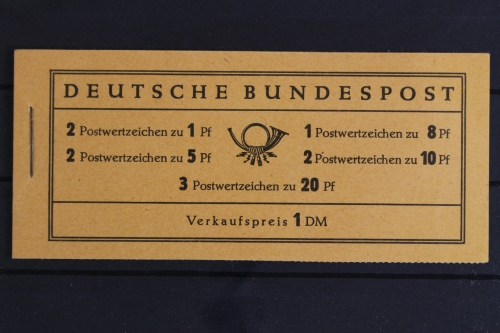 DEUTSCHE BUNDESPOST
2 Postwertzeichen zu 1 Pf 1 Postwertzeichen zu 8 Pf
2 Postwertzeichen zu 5 Pf 2 Postwertzeichen zu 10 Pf
3 Postwertzeichen zu 20 Pf
Verkaufspreis 1 DM